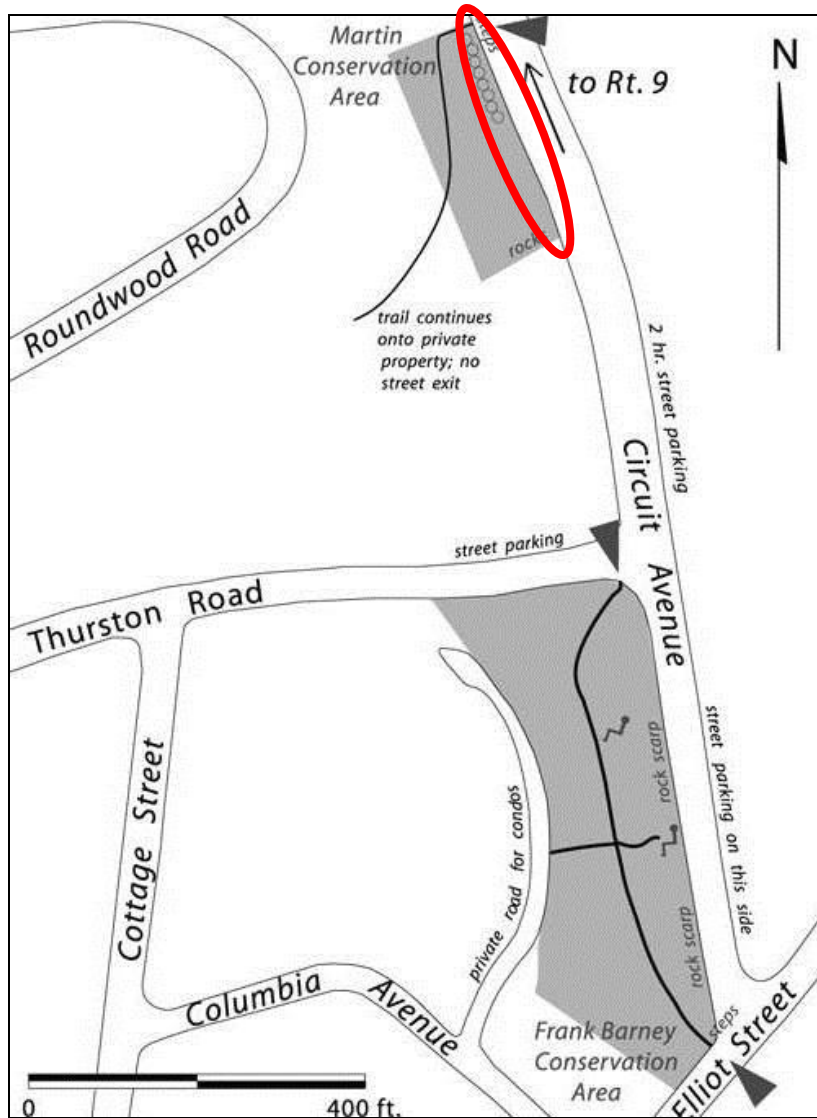 Martin
Conservation
Area
steps
to Rt. 9
N
Roundwood Road
rocks
trail continues
onto private
property; no
street exit
2 hr. street parking
Circuit Avenue
street parking
Thurston Road
rock scarp
street parking on this side
private road for condos
Cottage Street
rock scarp
Columbia Avenue
steps
Frank Barney
Conservation
Area
Elliot Street
0 400 ft.